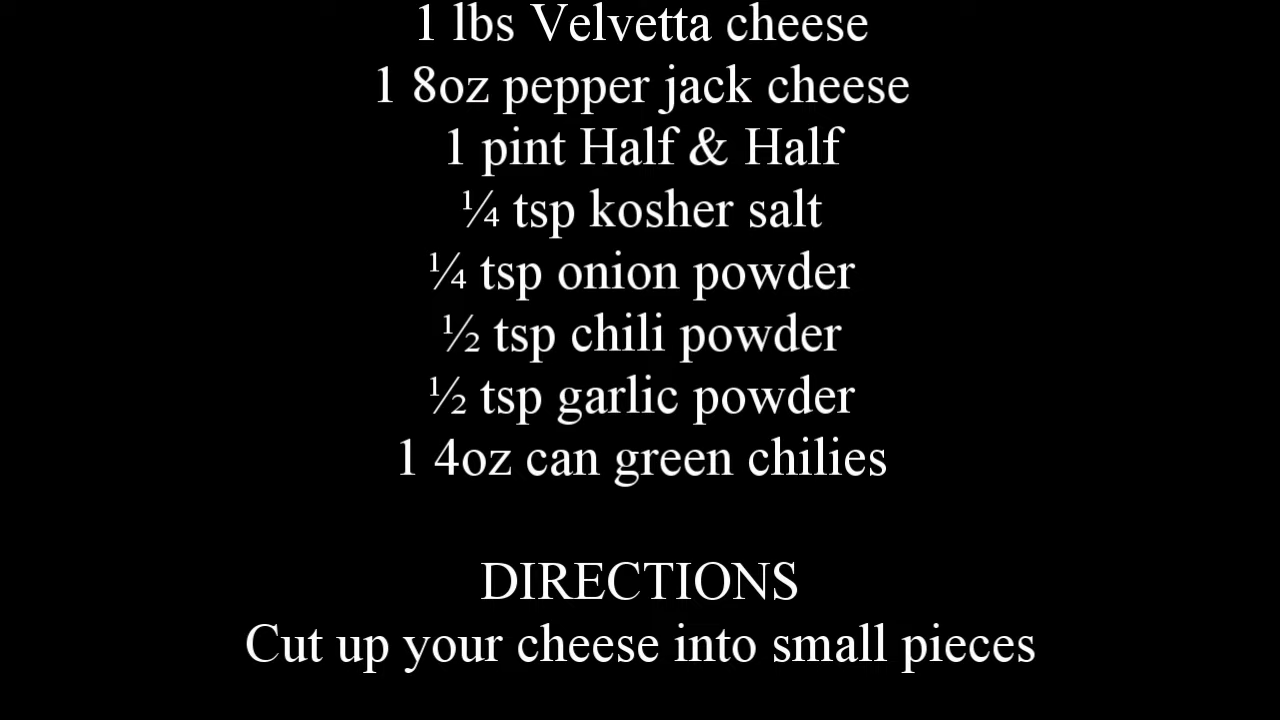 1 lbs Velvetta cheese
1 8oz pepper jack cheese
1 pint Half & Half
¼ tsp kosher salt
¼ tsp onion powder
½ tsp chili powder
½ tsp garlic powder
1 4oz can green chilies
DIRECTIONS
Cut up your cheese into small pieces